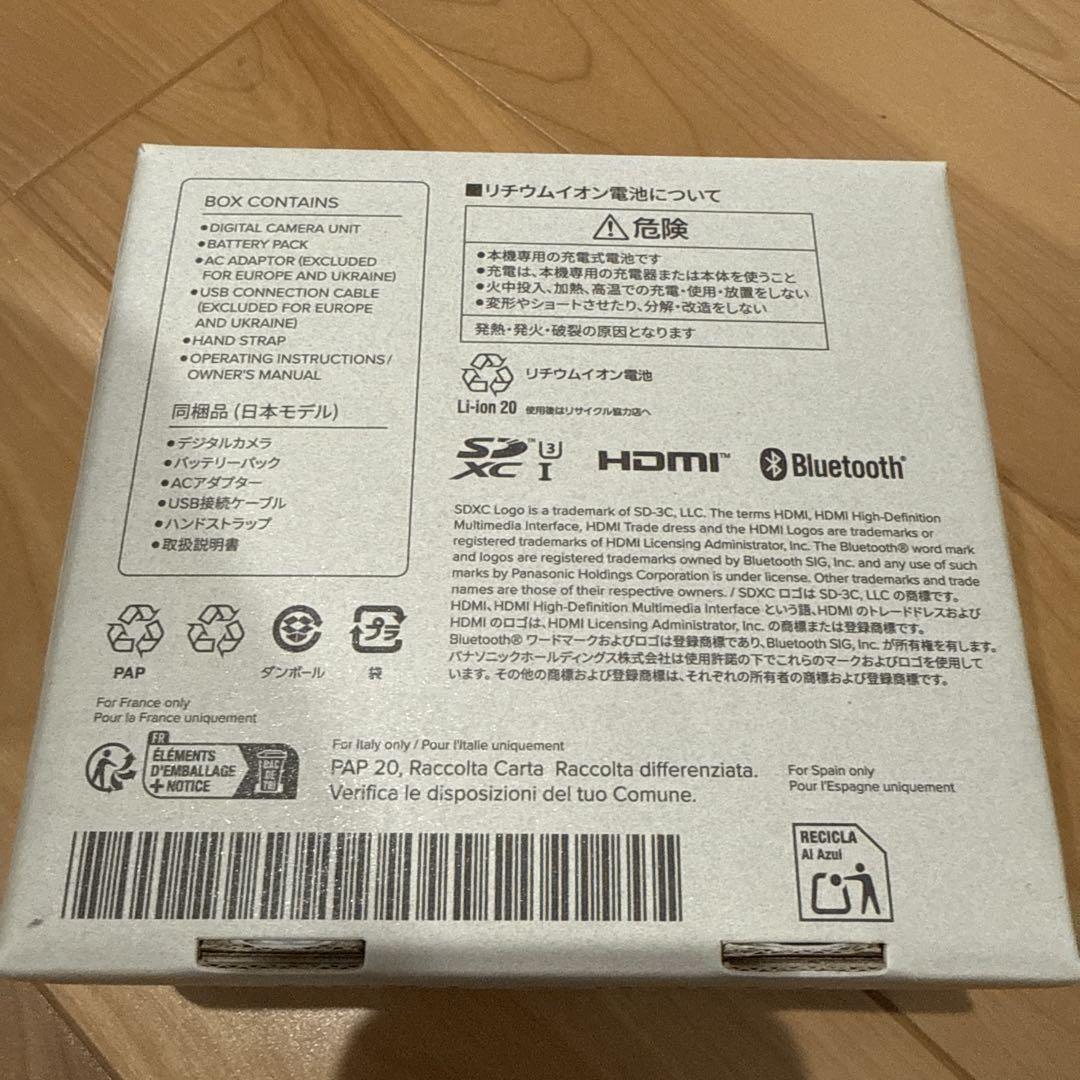 BOX CONTAINS
●DIGITAL CAMERA UNIT
●BATTERY PACK
●AC ADAPTOR (EXCLUDED
FOR EUROPE AND UKRAINE)
●USB CONNECTION CABLE
(EXCLUDED FOR EUROPE
AND UKRAINE)
●HAND STRAP
●OPERATING INSTRUCTIONS/
OWNER'S MANUAL
同梱品 (日本モデル)
●デジタルカメラ
●バッテリーパック
●ACアダプター
●USB接続ケーブル
●ハンドストラップ
●取扱説明書
■リチウムイオン電池について
危険
●本機専用の充電式電池です
●充電は、本機専用の充電器または本体を使うこと
●火中投入、加熱、高温での充電・使用・放置をしない
●変形やショートさせたり、分解・改造をしない
発熱・発火・破裂の原因となります
リチウムイオン電池
Li-ion 20 使用後はリサイクル協力店へ
SD XC™ I 3
HDMI™
Bluetooth®
SDXC Logo is a trademark of SD-3C, LLC. The terms HDMI, HDMI High-Definition
Multimedia Interface, HDMI Trade dress and the HDMI Logos are trademarks or
registered trademarks of HDMI Licensing Administrator, Inc. The Bluetooth® word mark
and logos are registered trademarks owned by Bluetooth SIG, Inc. and any use of such
marks by Panasonic Holdings Corporation is under license. Other trademarks and trade
names are those of their respective owners. / SDXC ロゴは SD-3C, LLC の商標です。
HDMI、HDMI High-Definition Multimedia Interface という語、HDMI のトレードドレスおよび
HDMI のロゴは、HDMI Licensing Administrator, Inc. の商標または登録商標です。
Bluetooth® ワードマークおよびロゴは登録商標であり、Bluetooth SIG, Inc. が所有権を有します。
パナソニックホールディングス株式会社は使用許諾の下でこれらのマークおよびロゴを使用して
います。その他の商標および登録商標は、それぞれの所有者の商標および登録商標です。
PAP
ダンボール
プラ
袋
For France only
Pour la France uniquement
FR
ÉLÉMENTS
D'EMBALLAGE
+ NOTICE
BAC
DE
TRI
For Italy only / Pour l'Italie uniquement
PAP 20, Raccolta Carta Raccolta differenziata.
Verifica le disposizioni del tuo Comune.
For Spain only
Pour l'Espagne uniquement
RECICLA
Al Azul